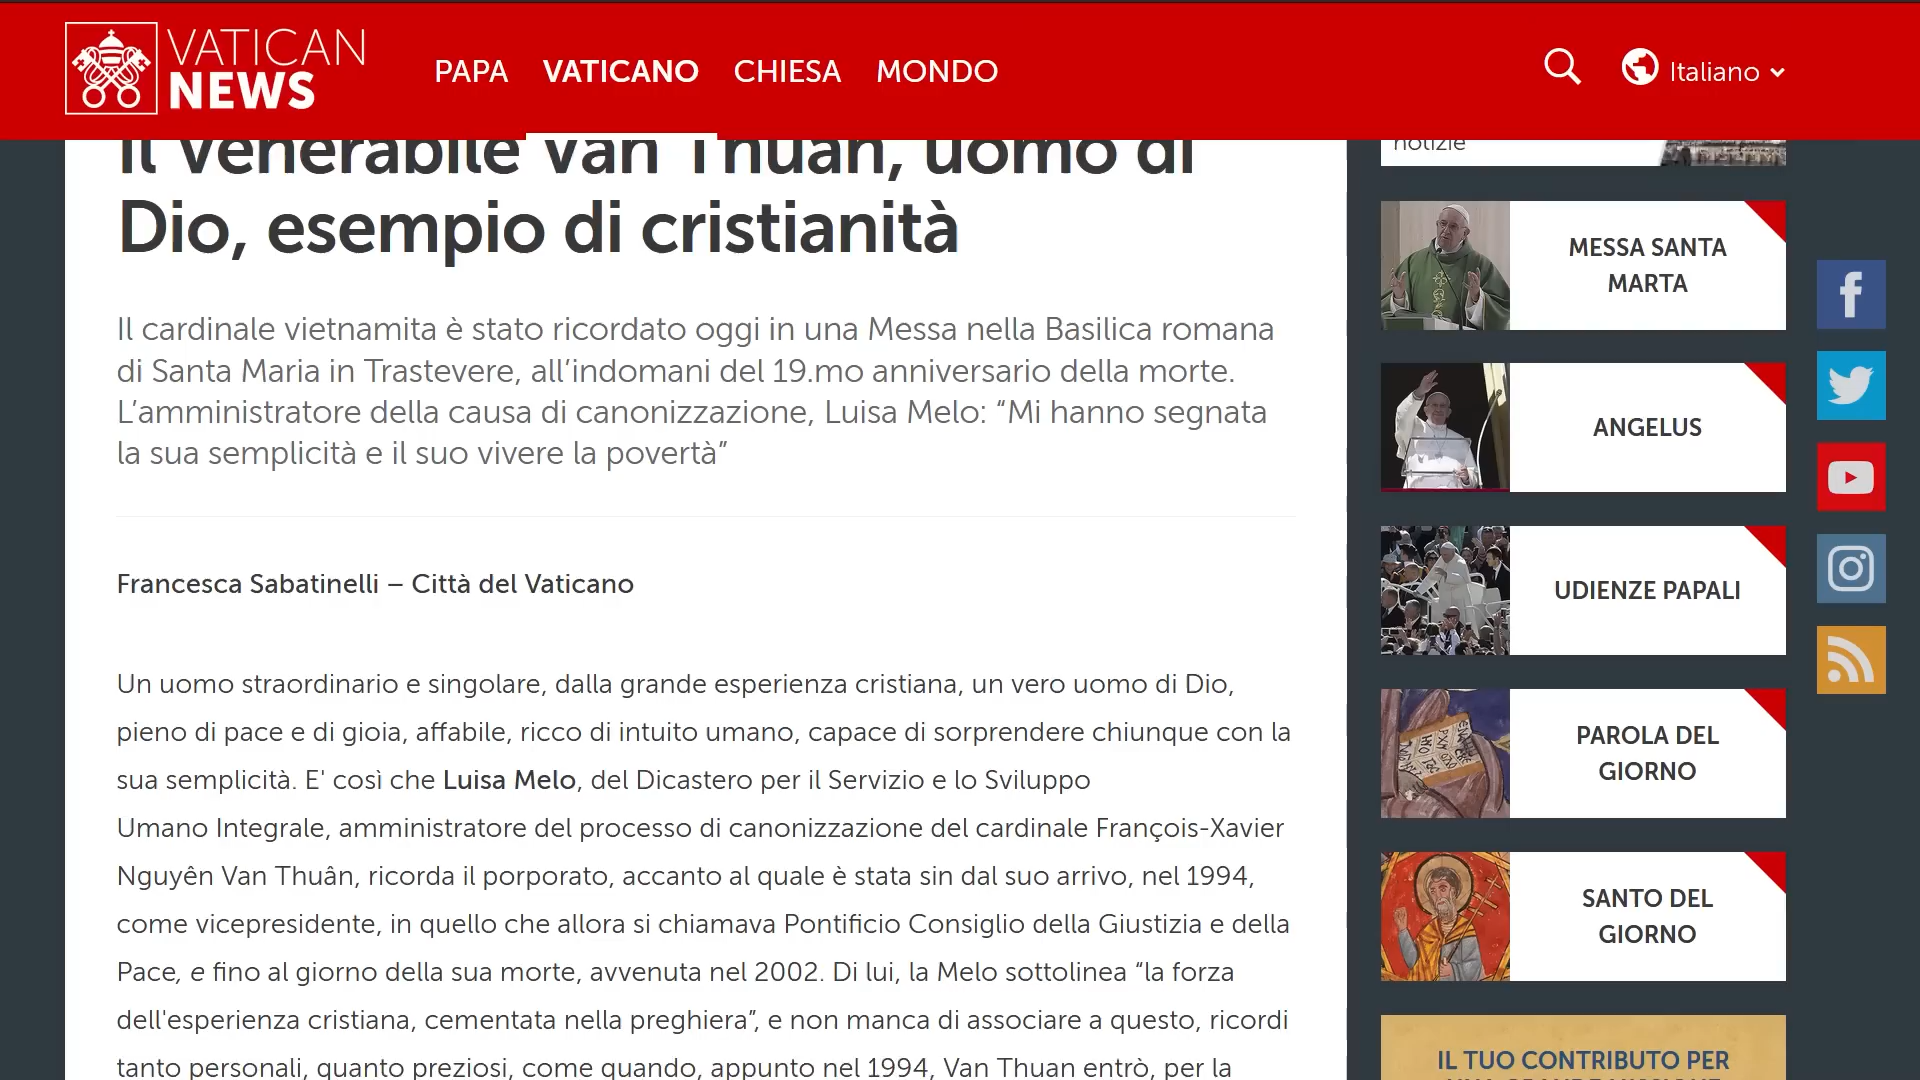 VATICAN
NEWS
PAPA
VATICANO
CHIESA
MONDO
Italiano
Il Venerabile Van Thuân, uomo di
Dio, esempio di cristianità
Il cardinale vietnamita è stato ricordato oggi in una Messa nella Basilica romana
di Santa Maria in Trastevere, all’indomani del 19.mo anniversario della morte.
L’amministratore della causa di canonizzazione, Luisa Melo: “Mi hanno segnata
la sua semplicità e il suo vivere la povertà”
Francesca Sabatinelli – Città del Vaticano
Un uomo straordinario e singolare, dalla grande esperienza cristiana, un vero uomo di Dio,
pieno di pace e di gioia, affabile, ricco di intuito umano, capace di sorprendere chiunque con la
sua semplicità. E' così che Luisa Melo, del Dicastero per il Servizio e lo Sviluppo
Umano Integrale, amministratore del processo di canonizzazione del cardinale François-Xavier
Nguyên Van Thuân, ricorda il porporato, accanto al quale è stata sin dal suo arrivo, nel 1994,
come vicepresidente, in quello che allora si chiamava Pontificio Consiglio della Giustizia e della
Pace, e fino al giorno della sua morte, avvenuta nel 2002. Di lui, la Melo sottolinea “la forza
dell'esperienza cristiana, cementata nella preghiera”, e non manca di associare a questo, ricordi
tanto personali, quanto preziosi, come quando, appunto nel 1994, Van Thuan entrò, per la
notizie
MESSA SANTA
MARTA
ANGELUS
UDIENZE PAPALI
PAROLA DEL
GIORNO
SANTO DEL
GIORNO
IL TUO CONTRIBUTO PER